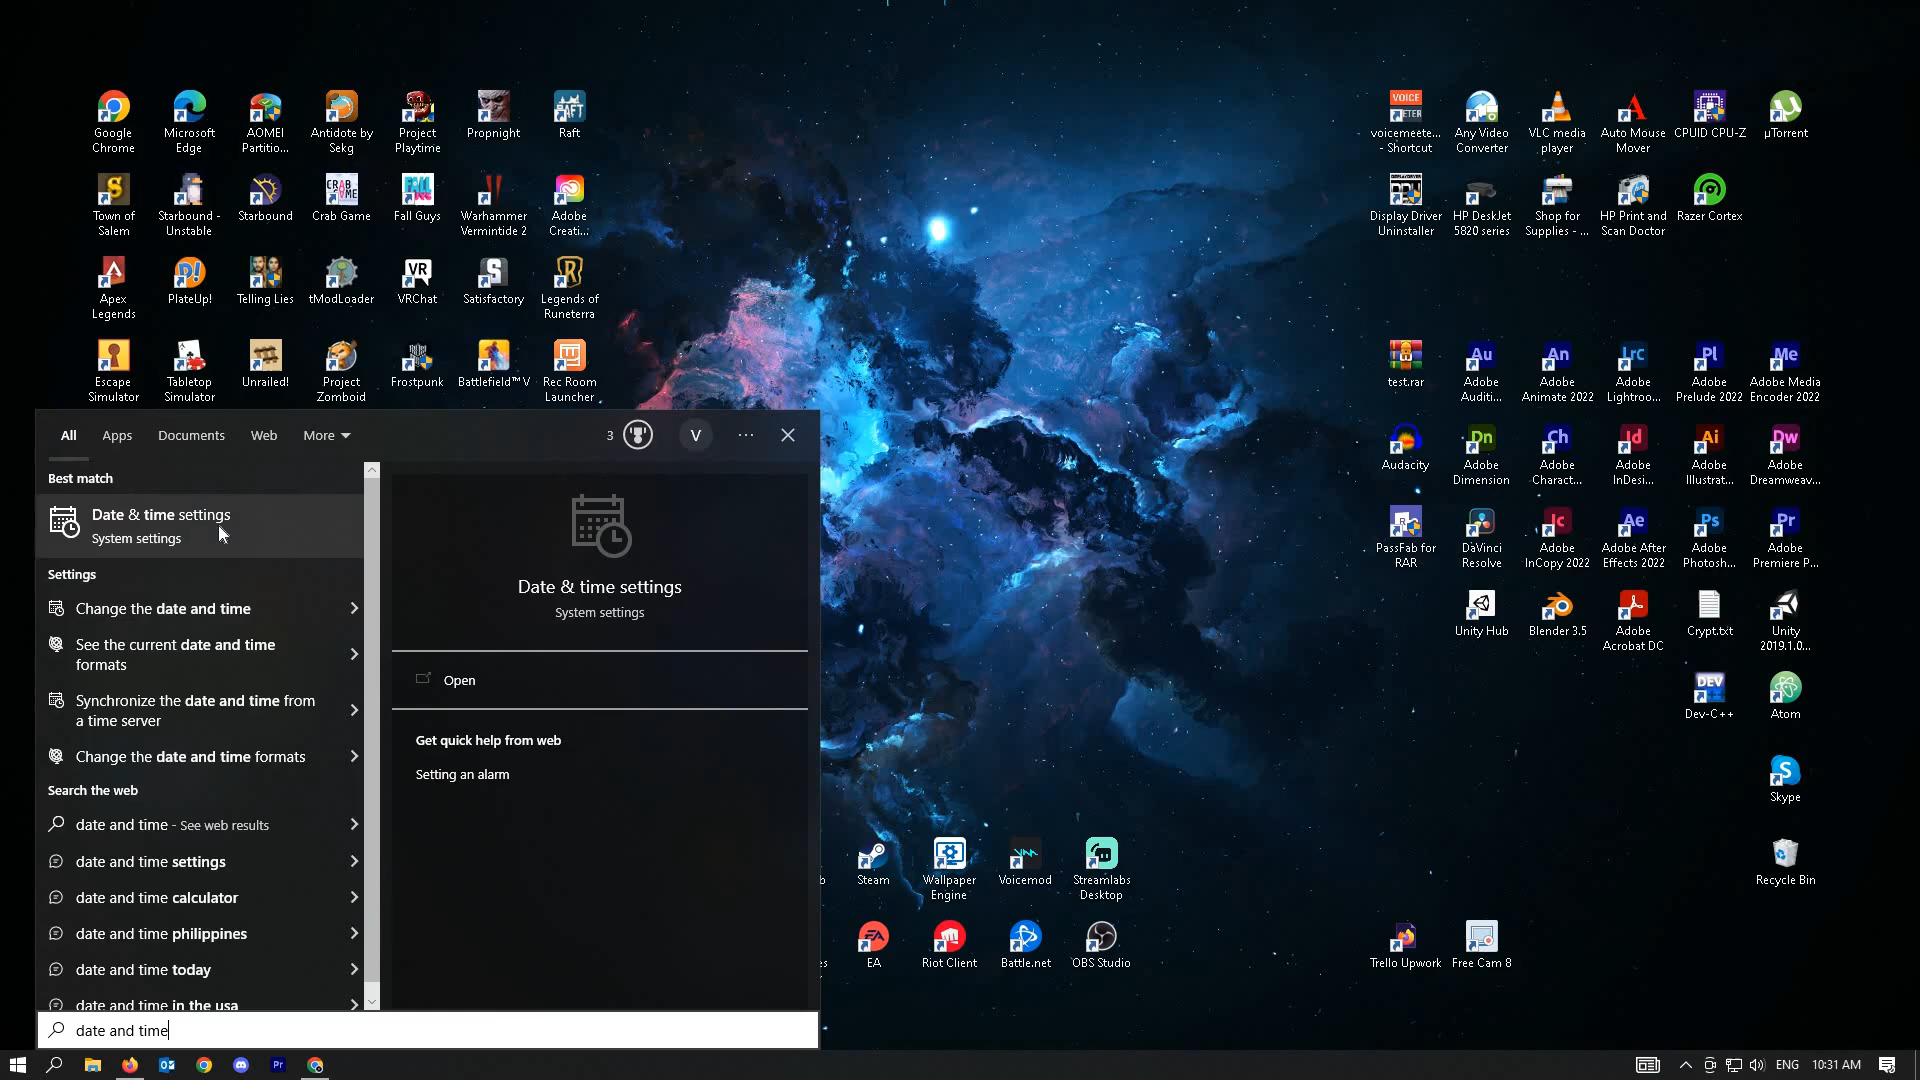 Google
Chrome
Microsoft
Edge
AOMEI
Partitio...
Antidote by
Sekg
Project
Playtime
Propnight
Raft
Town of
Salem
Starbound -
Unstable
Starbound
Crab Game
Fall Guys
Warhammer
Vermintide 2
Adobe
Creati...
Apex
Legends
PlateUp!
Telling Lies
tModLoader
VRChat
Satisfactory
Legends of
Runeterra
Escape
Simulator
Tabletop
Simulator
Unrailed!
Project
Zomboid
Frostpunk
Battlefield™ V
Rec Room
Launcher
voicemeete...
- Shortcut
Any Video
Converter
VLC media
player
Auto Mouse
Mover
CPUID CPU-Z
µTorrent
Display Driver
Uninstaller
HP DeskJet
5820 series
Shop for
Supplies - ...
HP Print and
Scan Doctor
Razer Cortex
test.rar
Adobe
Auditi...
Adobe
Animate 2022
Adobe
Lightroo...
Adobe
Prelude 2022
Adobe Media
Encoder 2022
Audacity
Adobe
Dimension
Adobe
Charact...
Adobe
InDesi...
Adobe
Illustrat...
Adobe
Dreamweav...
PassFab for
RAR
DaVinci
Resolve
Adobe
InCopy 2022
Adobe After
Effects 2022
Adobe
Photosh...
Adobe
Premiere P...
Unity Hub
Blender 3.5
Adobe
Acrobat DC
Crypt.txt
Unity
2019.1.0...
Dev-C++
Atom
Skype
Recycle Bin
Steam
Wallpaper
Engine
Voicemod
Streamlabs
Desktop
EA
Riot Client
Battle.net
OBS Studio
Trello Upwork
Free Cam 8
All
Apps
Documents
Web
More
3
V
Best match
Date & time settings
System settings
Settings
Change the date and time
See the current date and time
formats
Synchronize the date and time from
a time server
Change the date and time formats
Search the web
date and time - See web results
date and time settings
date and time calculator
date and time philippines
date and time today
date and time in the usa
Date & time settings
System settings
Open
Get quick help from web
Setting an alarm
date and time
ENG
10:31 AM